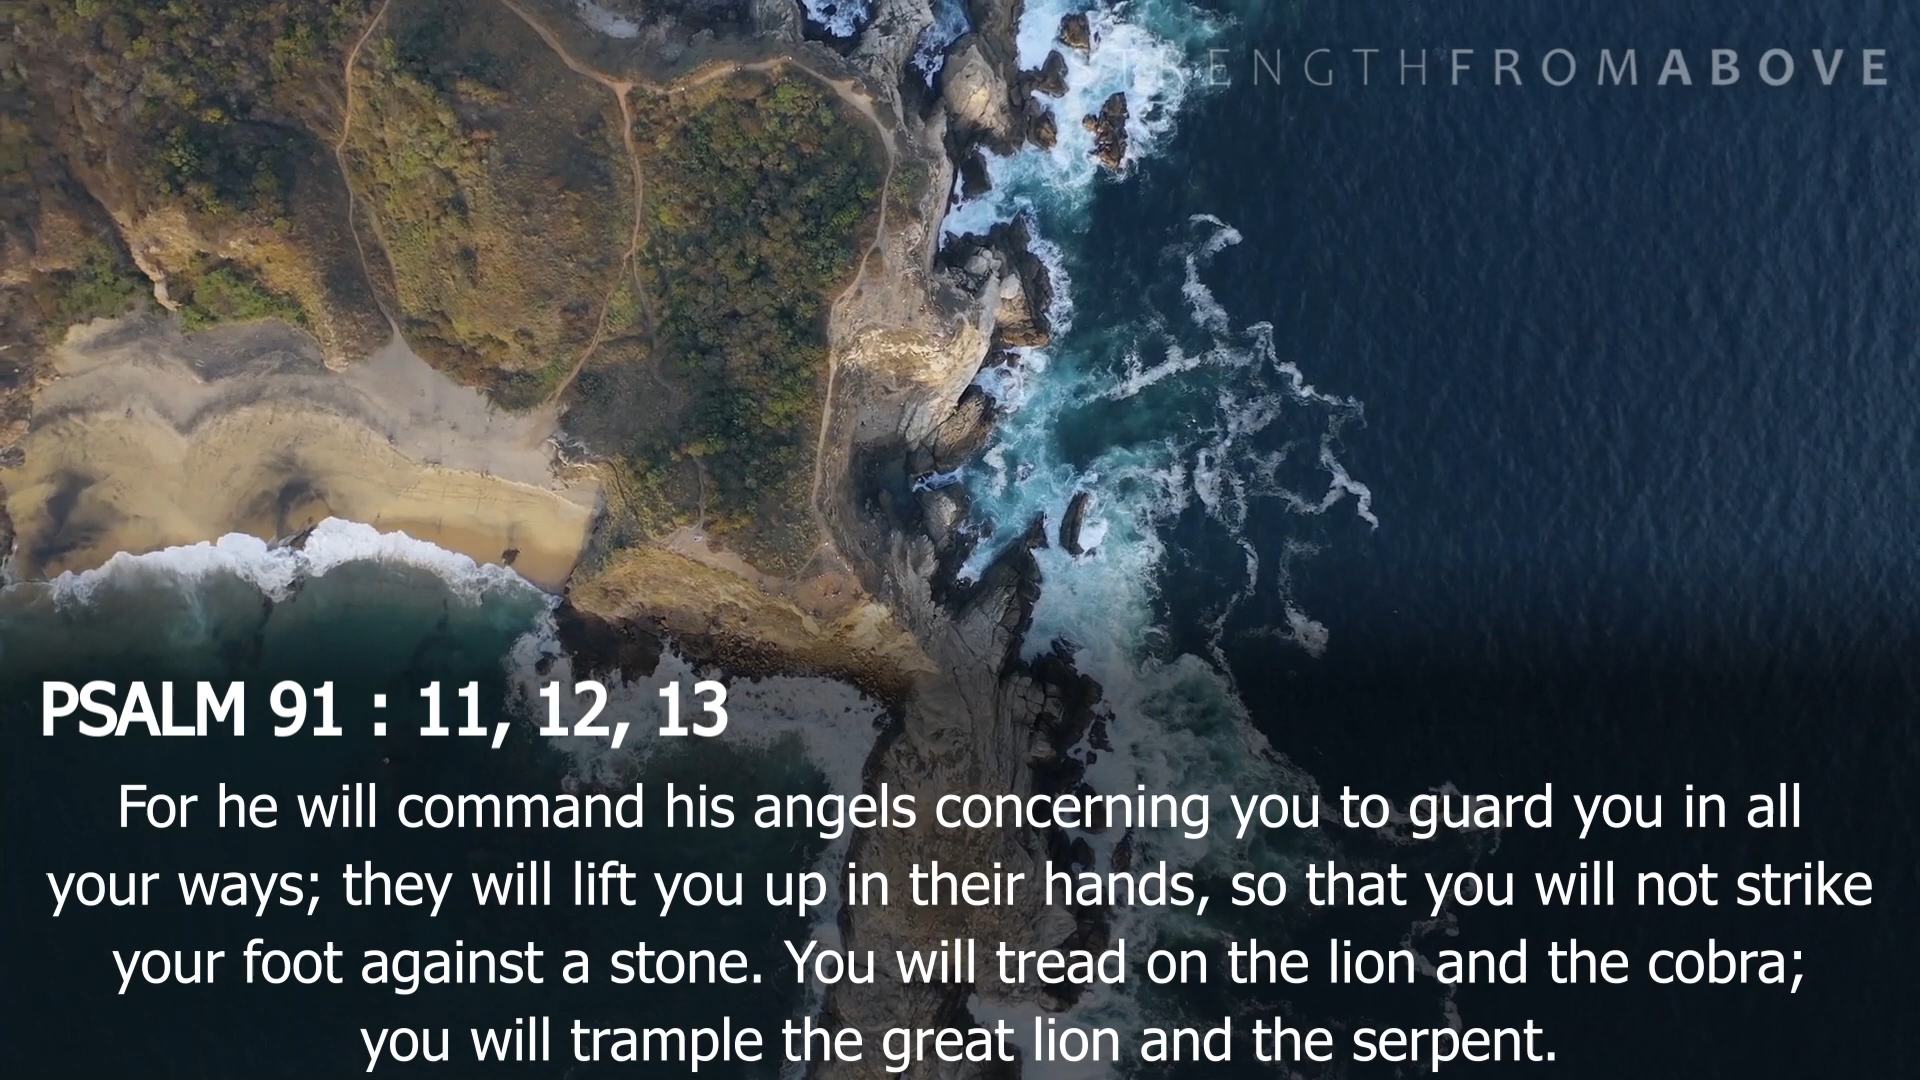 STRENGTHFROMABOVE
PSALM 91 : 11, 12, 13
For he will command his angels concerning you to guard you in all
your ways; they will lift you up in their hands, so that you will not strike
your foot against a stone. You will tread on the lion and the cobra;
you will trample the great lion and the serpent.